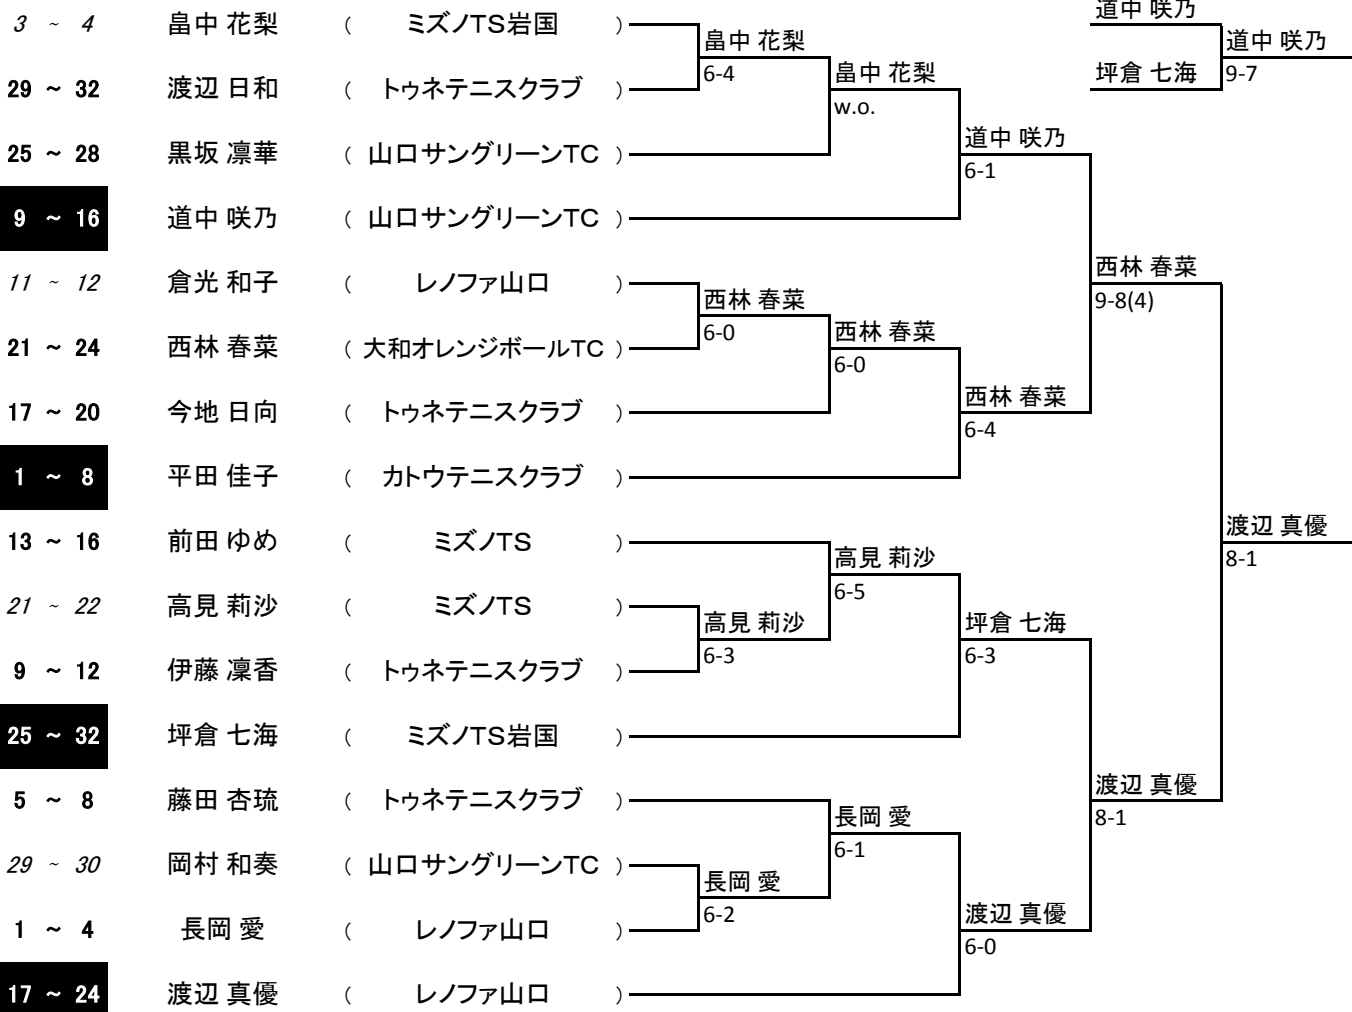 3 ～ 4 畠中 花梨 ( ミズノTS岩国 )
29 ～ 32 渡辺 日和 ( トゥネテニスクラブ )
25 ～ 28 黒坂 凛華 ( 山口サングリーンTC )
9 ～ 16 道中 咲乃 ( 山口サングリーンTC )
11 ～ 12 倉光 和子 ( レノファ山口 )
21 ～ 24 西林 春菜 ( 大和オレンジボールTC )
17 ～ 20 今地 日向 ( トゥネテニスクラブ )
1 ～ 8 平田 佳子 ( カトウテニスクラブ )
13 ～ 16 前田 ゆめ ( ミズノTS )
21 ～ 22 高見 莉沙 ( ミズノTS )
9 ～ 12 伊藤 凜香 ( トゥネテニスクラブ )
25 ～ 32 坪倉 七海 ( ミズノTS岩国 )
5 ～ 8 藤田 杏琉 ( トゥネテニスクラブ )
29 ～ 30 岡村 和奏 ( 山口サングリーンTC )
1 ～ 4 長岡 愛 ( レノファ山口 )
17 ～ 24 渡辺 真優 ( レノファ山口 )
畠中 花梨
6-4
西林 春菜
6-0
高見 莉沙
6-3
長岡 愛
6-2
畠中 花梨
w.o.
西林 春菜
6-0
高見 莉沙
6-5
長岡 愛
6-1
道中 咲乃
6-1
西林 春菜
6-4
坪倉 七海
6-3
渡辺 真優
6-0
西林 春菜
9-8(4)
渡辺 真優
8-1
渡辺 真優
8-1
道中 咲乃
坪倉 七海
道中 咲乃
9-7